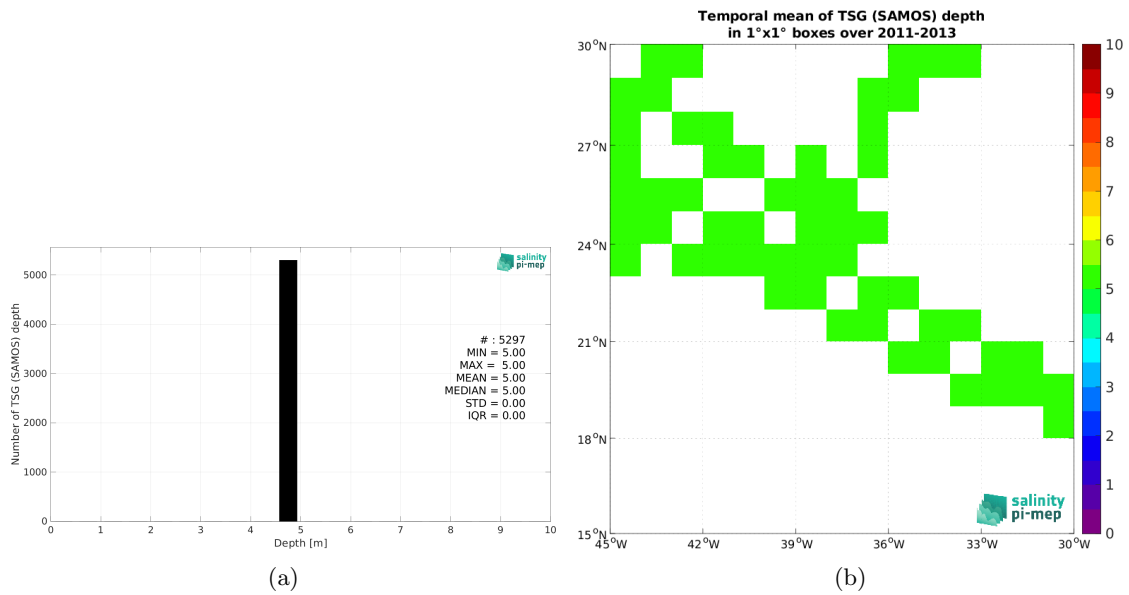 5000
4000
3000
2000
1000
0
Number of TSG (SAMOS) depth
salinity
pi-mep
# : 5297
MIN = 5.00
MAX = 5.00
MEAN = 5.00
MEDIAN = 5.00
STD = 0.00
IQR = 0.00
0 1 2 3 4 5 6 7 8 9 10
Depth [m]
(a)
Temporal mean of TSG (SAMOS) depth
in 1°x1° boxes over 2011-2013
30°N
27°N
24°N
21°N
18°N
15°N
45°W 42°W 39°W 36°W 33°W 30°W
salinity
pi-mep
10
9
8
7
6
5
4
3
2
1
0
(b)